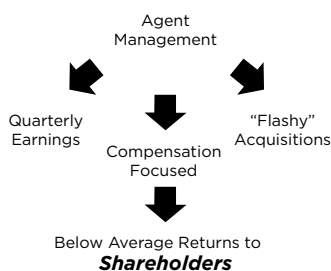 Agent
Management
Quarterly
Earnings
Compensation
Focused
“Flashy”
Acquisitions
Below Average Returns to
Shareholders